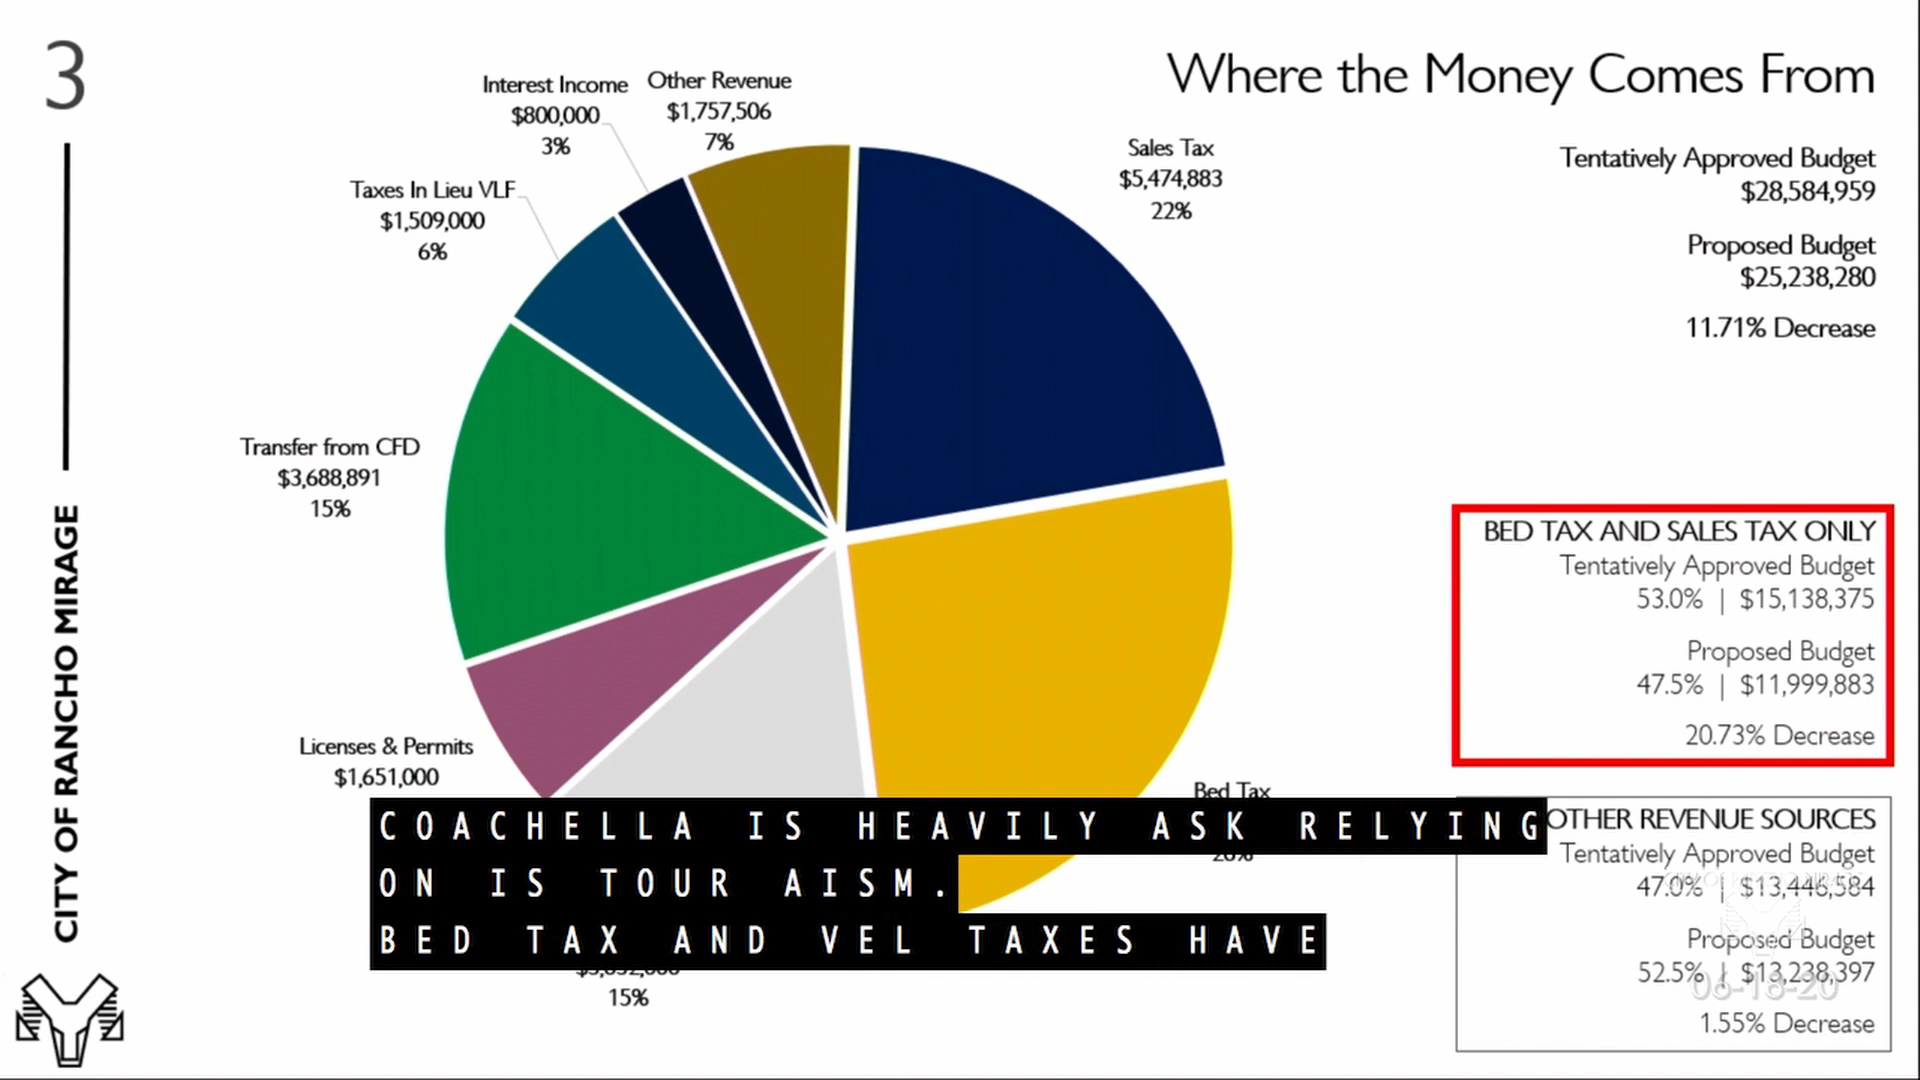 3
Where the Money Comes From
Interest Income
$800,000
3%
Other Revenue
$1,757,506
7%
Sales Tax
$5,474,883
22%
Tentatively Approved Budget
$28,584,959
Proposed Budget
$25,238,280
11.71% Decrease
Taxes In Lieu VLF
$1,509,000
6%
Transfer from CFD
$3,688,891
15%
Licenses & Permits
$1,651,000
Bed Tax
26%
15%
CITY OF RANCHO MIRAGE
BED TAX AND SALES TAX ONLY
Tentatively Approved Budget
53.0% | $15,138,375
Proposed Budget
47.5% | $11,999,883
20.73% Decrease
OTHER REVENUE SOURCES
Tentatively Approved Budget
47.0% | $13,446,584
Proposed Budget
52.5% | $13,238,397
1.55% Decrease
06-18-20
COACHELLA IS HEAVILY ASK RELYING
ON IS TOUR AISM.
BED TAX AND VEL TAXES HAVE